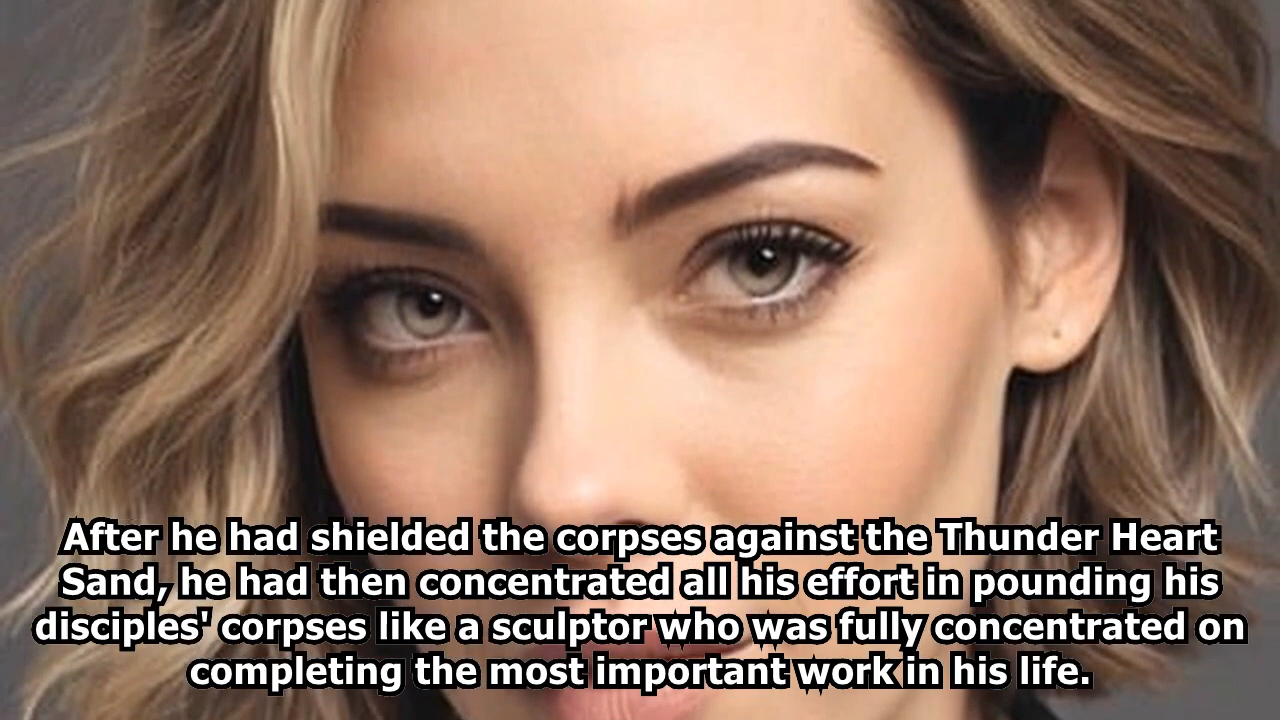 After he had shielded the corpses against the Thunder Heart
Sand, he had then concentrated all his effort in pounding his
disciples' corpses like a sculptor who was fully concentrated on
completing the most important work in his life.